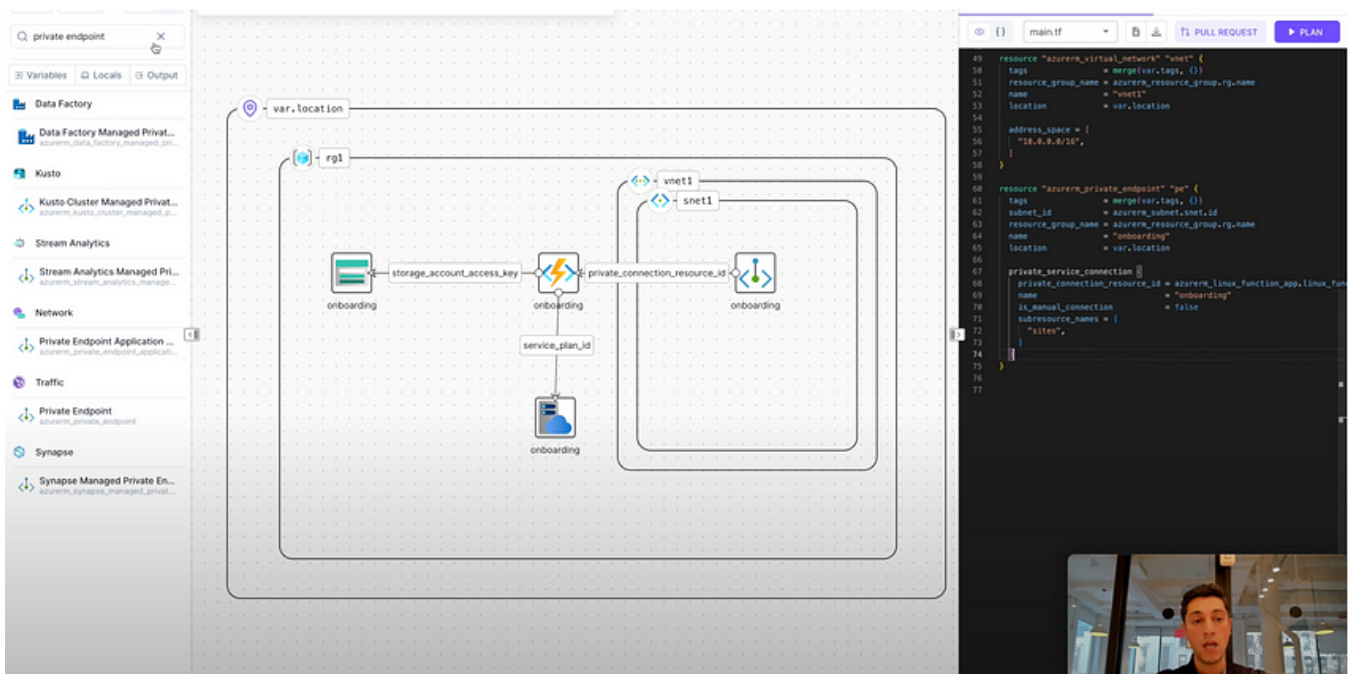 private endpoint
Variables
Locals
Output
Data Factory
Data Factory Managed Privat...
azurerm_data_factory_managed_pri...
Kusto
Kusto Cluster Managed Privat...
azurerm_kusto_cluster_managed_p...
Stream Analytics
Stream Analytics Managed Pri...
azurerm_stream_analytics_manage...
Network
Private Endpoint Application ...
azurerm_private_endpoint_applicati...
Traffic
Private Endpoint
azurerm_private_endpoint
Synapse
Synapse Managed Private En...
azurerm_synapse_managed_privat...
var.location
rg1
vnet1
snet1
storage_account_access_key
private_connection_resource_id
onboarding
onboarding
onboarding
service_plan_id
onboarding
{}
main.tf
PULL REQUEST
PLAN
49 resource "azurerm_virtual_network" "vnet" {
50 tags = merge(var.tags, {})
51 resource_group_name = azurerm_resource_group.rg.name
52 name = "vnet1"
53 location = var.location
54
55 address_space = [
56 "10.0.0.0/16",
57 ]
58 }
59
60 resource "azurerm_private_endpoint" "pe" {
61 tags = merge(var.tags, {})
62 subnet_id = azurerm_subnet.snet.id
63 resource_group_name = azurerm_resource_group.rg.name
64 name = "onboarding"
65 location = var.location
66
67 private_service_connection {
68 private_connection_resource_id = azurerm_linux_function_app.linux_fun
69 name = "onboarding"
70 is_manual_connection = false
71 subresource_names = [
72 "sites",
73 ]
74 }
75 }
76
77